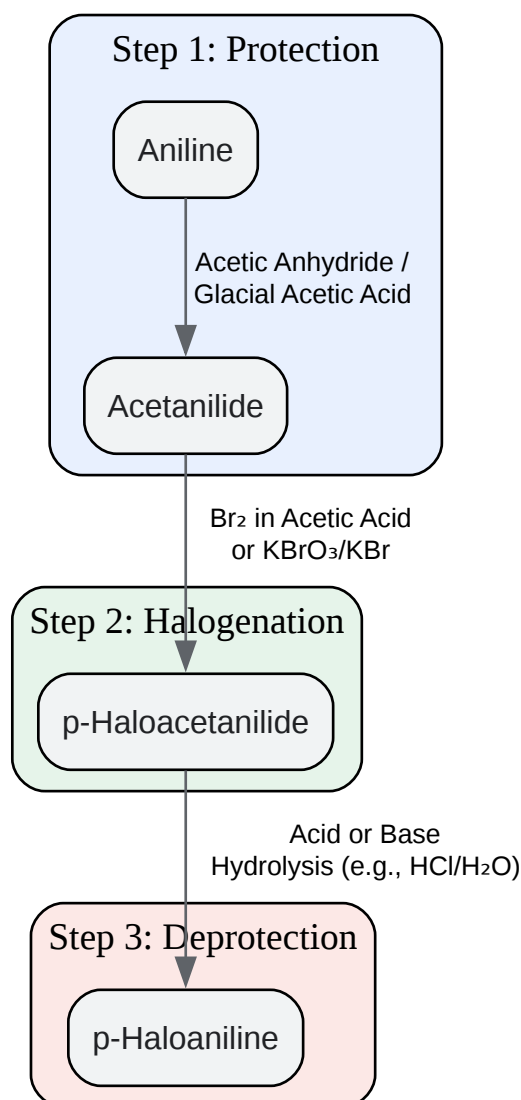 Step 1: Protection
Aniline
Acetic Anhydride /
Glacial Acetic Acid
Acetanilide
Br₂ in Acetic Acid
or KBrO₃/KBr
Step 2: Halogenation
p-Haloacetanilide
Acid or Base
Hydrolysis (e.g., HCl/H₂O)
Step 3: Deprotection
p-Haloaniline